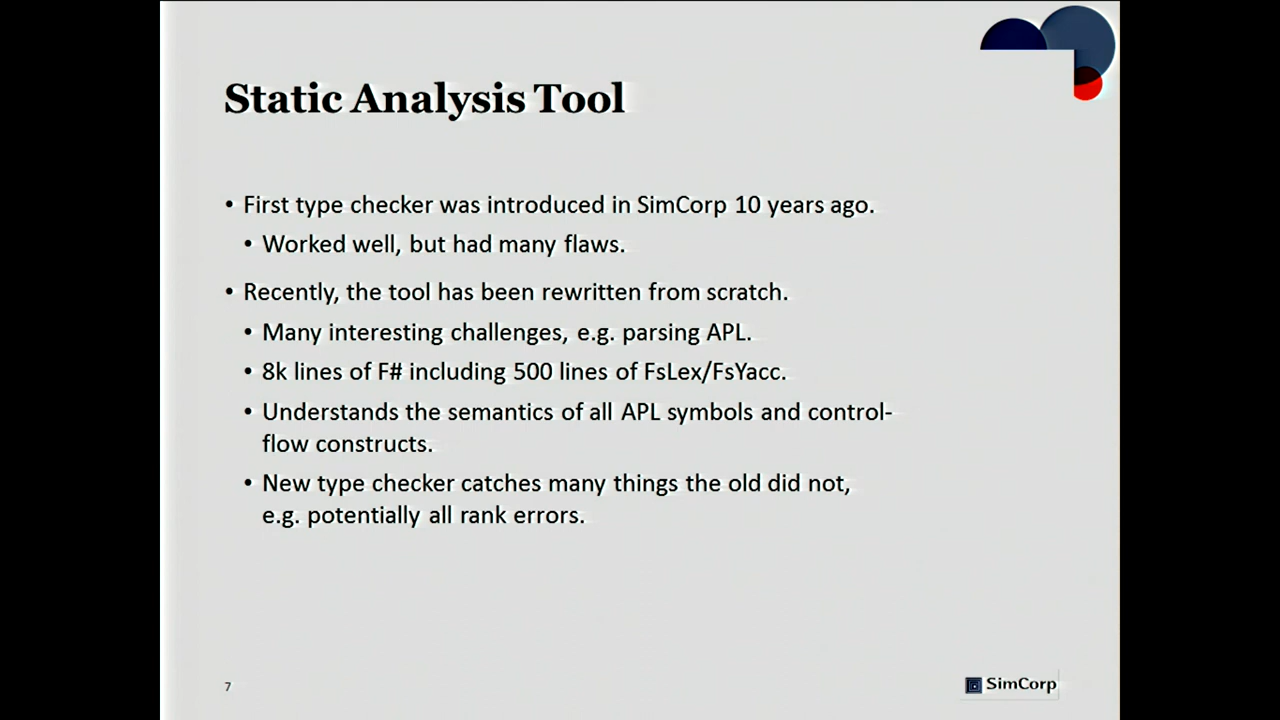 Static Analysis Tool
• First type checker was introduced in SimCorp 10 years ago.
• Worked well, but had many flaws.
• Recently, the tool has been rewritten from scratch.
• Many interesting challenges, e.g. parsing APL.
• 8k lines of F# including 500 lines of FsLex/FsYacc.
• Understands the semantics of all APL symbols and control-
flow constructs.
• New type checker catches many things the old did not,
e.g. potentially all rank errors.
7
SimCorp